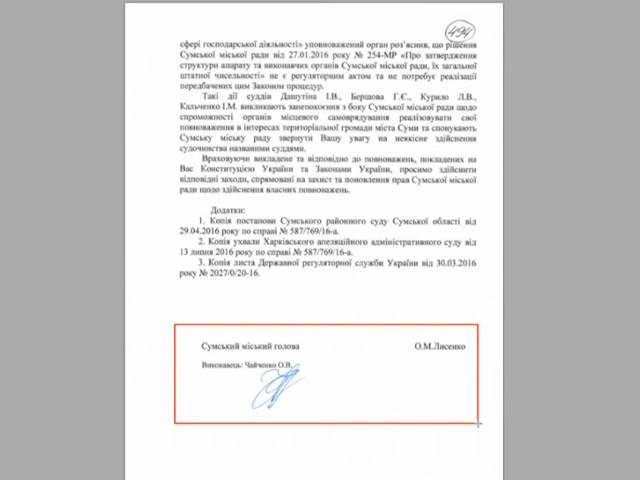 494
сфері господарської діяльності» уповноважений орган роз'яснив, що рішення
Сумської міської ради від 27.01.2016 року № 254-МР «Про затвердження
структури апарату та виконавчих органів Сумської міської ради, їх загальної
штатної чисельності» не є регуляторним актом та не потребує реалізації
передбачених цим Законом процедур.
Такі дії суддів Дашутіна І.В., Бершова Г.Є., Курило Л.В.,
Кальченко І.М. викликають занепокоєння з боку Сумської міської ради щодо
спроможності органів місцевого самоврядування реалізовувати свої
повноваження в інтересах територіальної громади міста Суми та спонукають
Сумську міську раду звернути Вашу увагу на неякісне здійснення
судочинства названими суддями.
Враховуючи викладене та відповідно до повноважень, покладених на
Вас Конституцією України та Законами України, просимо здійснити
відповідні заходи, спрямовані на захист та поновлення прав Сумської міської
ради щодо здійснення власних повноважень.
Додатки:
1. Копія постанови Сумського районного суду Сумської області від
29.04.2016 року по справі № 587/769/16-а.
2. Копія ухвали Харківського апеляційного адміністративного суду від
13 липня 2016 року по справі № 587/769/16-а.
3. Копія листа Державної регуляторної служби України від 30.03.2016
року № 2027/0/20-16.
Сумський міський голова О.М.Лисенко
Виконавець: Чайченко О.В.